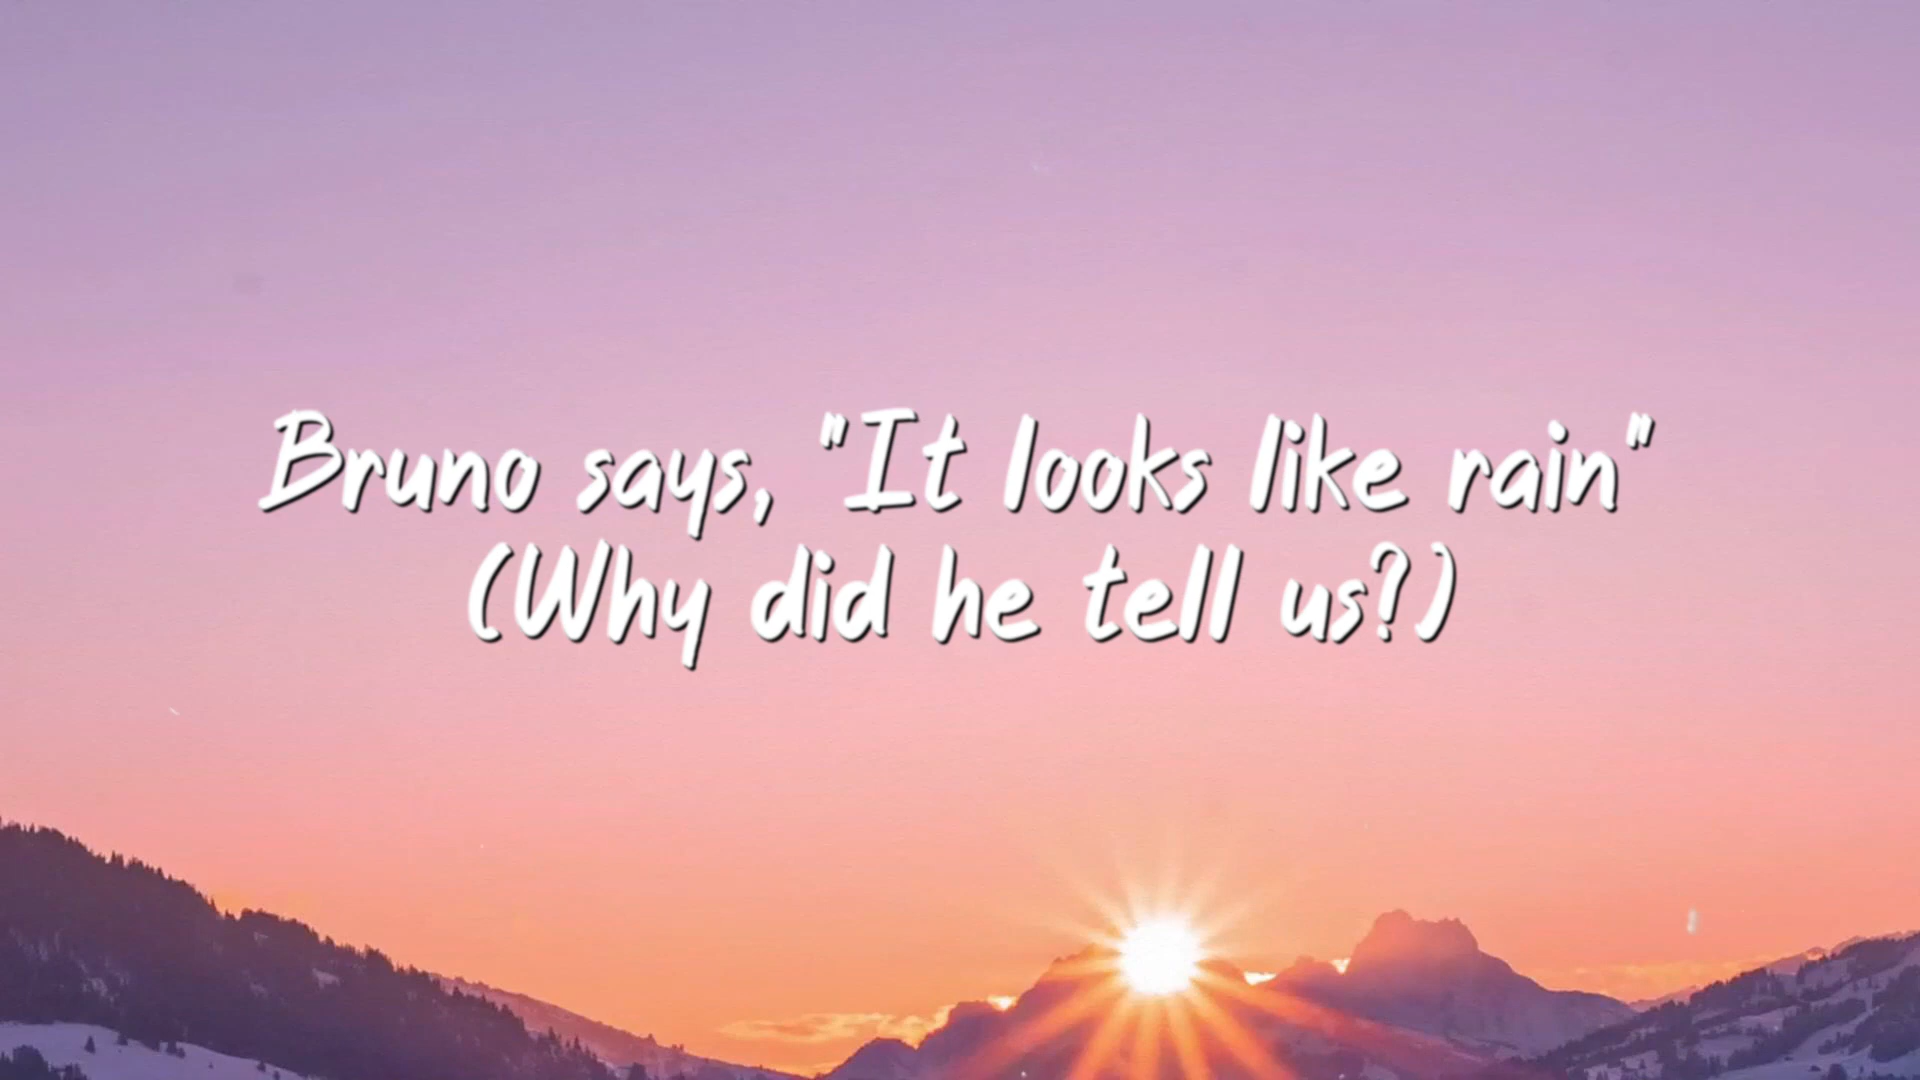 Bruno says, "It looks like rain"
(Why did he tell us?)